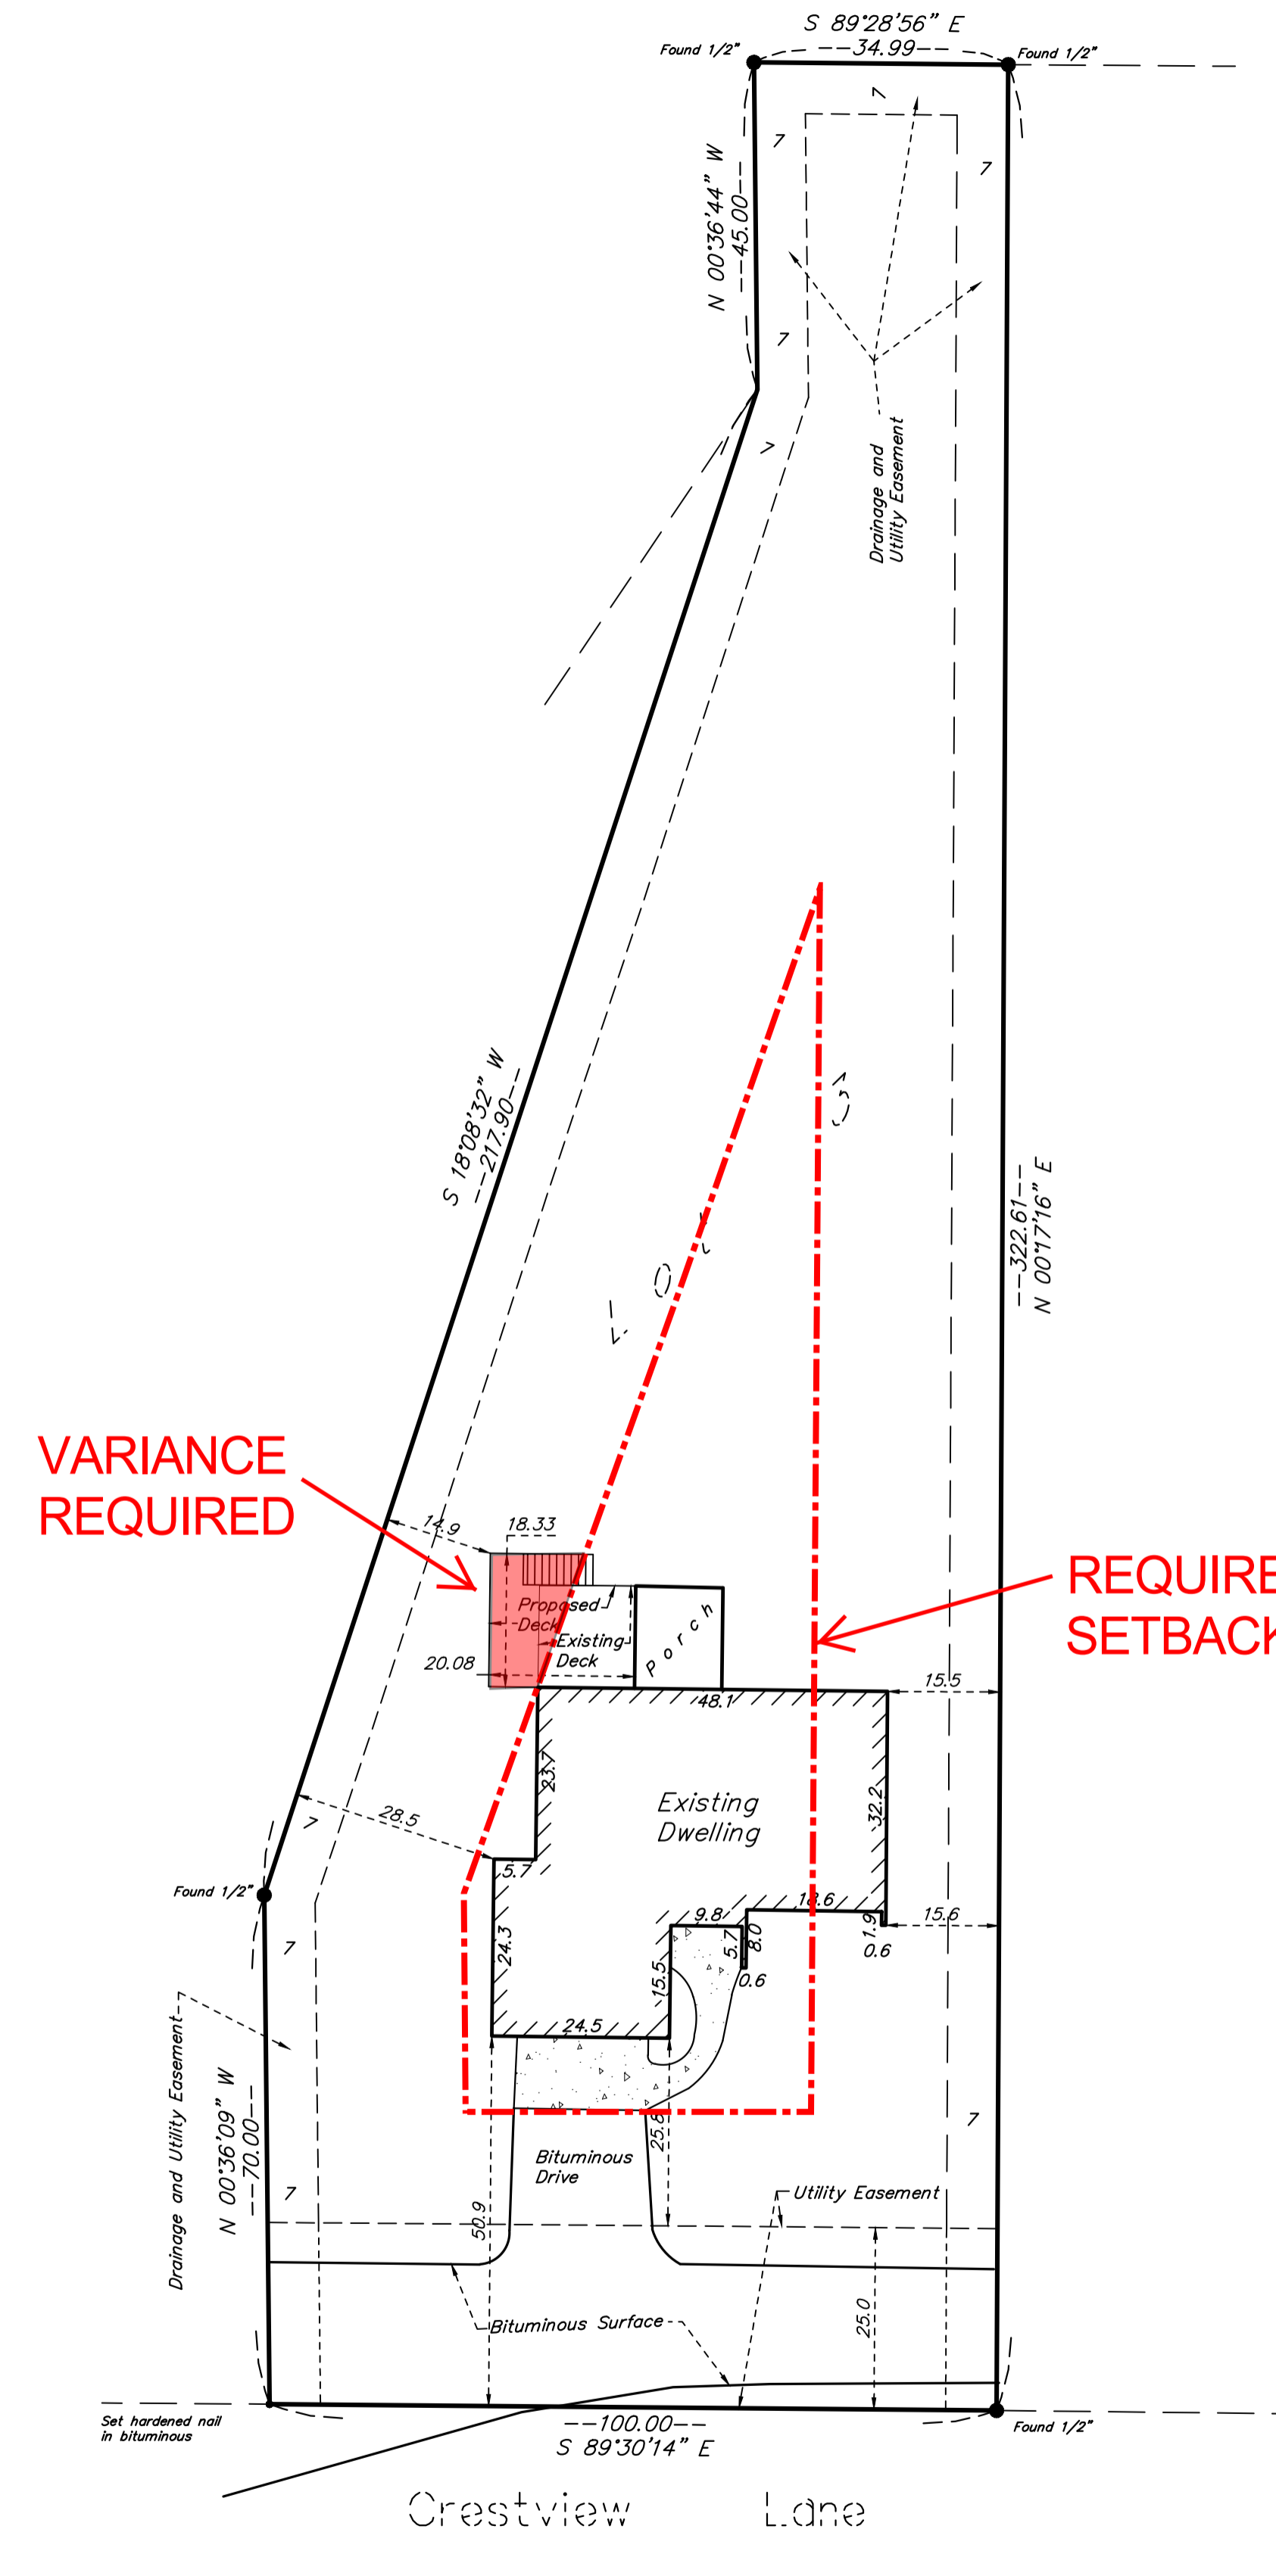 S 89°28'56" E
Found 1/2"
--34.99--
Found 1/2"
7
7
7
N 00°36'44" W
--45.00--
7
7
Drainage and
Utility Easement
S 18°08'32" W
--217.90--
LOT 3
--322.61--
N 00°17'16" E
VARIANCE
REQUIRED
14.9
18.33
Proposed
Deck
Existing
Deck
Porch
REQUIRE
SETBACK
20.08
48.1
15.5
23.7
Existing
Dwelling
32.2
28.5
7
5.7
Found 1/2"
18.6
9.8
1.9
15.6
24.3
5.7
8.0
0.6
7
15.5
0.6
24.5
Drainage and Utility Easement
N 00°36'09" W
--70.00--
7
25.8
7
Bituminous
Drive
Utility Easement
50.9
25.0
Bituminous Surface
Set hardened nail
in bituminous
--100.00--
S 89°30'14" E
Found 1/2"
Crestview Lane